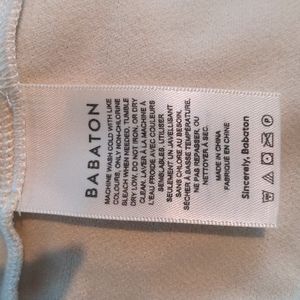 BABATON
MACHINE WASH COLD WITH LIKE
COLOURS, ONLY NON-CHLORINE
BLEACH WHEN NEEDED, TUMBLE
DRY LOW, DO NOT IRON, OR DRY
CLEAN. LAVER À LA MACHINE À
L'EAU FROIDE AVEC COULEURS
SEMBLABLES, UTILISER
SEULEMENT UN JAVELLISANT
SANS CHLORE AU BESOIN,
SÉCHER À BASSE TEMPÉRATURE,
NE PAS REPASSER, OU
NETTOYER À SEC.
MADE IN CHINA
FABRIQUÉ EN CHINE
Sincerely, Babaton